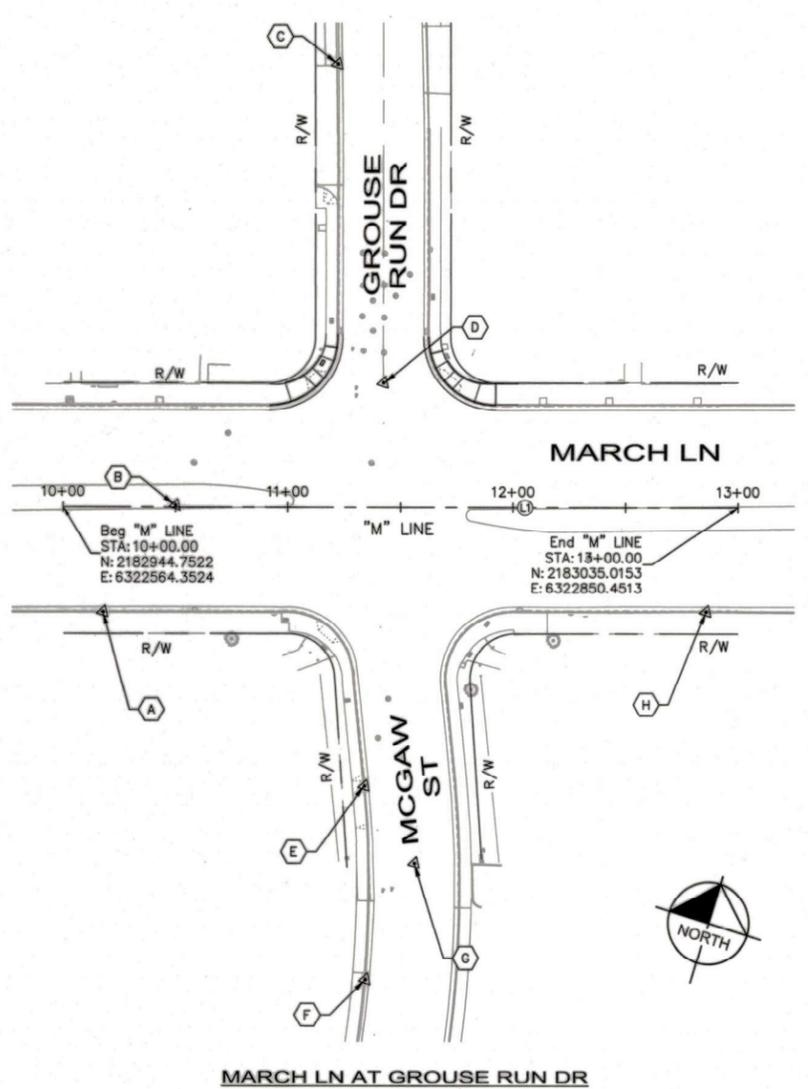 C
R/W
R/W
GROUSE
RUN DR
D
R/W
R/W
MARCH LN
B
10+00
11+00
12+00
13+00
L1
"M" LINE
Beg "M" LINE
STA: 10+00.00
N: 2182944.7522
E: 6322564.3524
End "M" LINE
STA: 13+00.00
N: 2183035.0153
E: 6322850.4513
R/W
R/W
A
H
MCGAW
ST
R/W
R/W
E
NORTH
G
F
MARCH LN AT GROUSE RUN DR